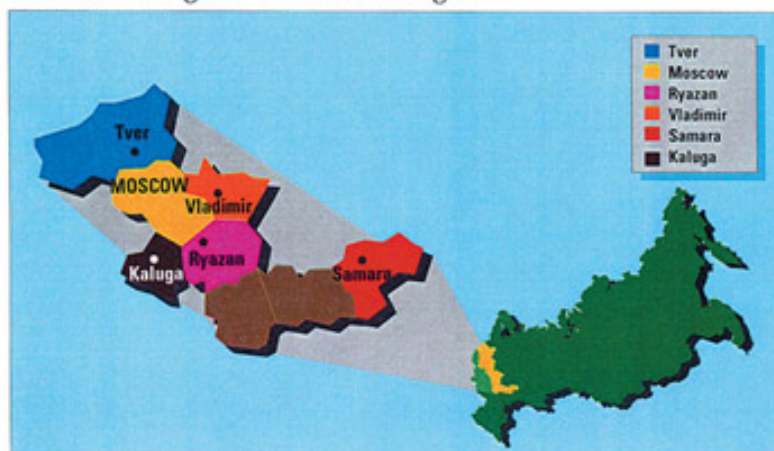 Tver
Moscow
Ryazan
Vladimir
Samara
Kaluga
Tver
MOSCOW
Vladimir
Ryazan
Kaluga
Samara